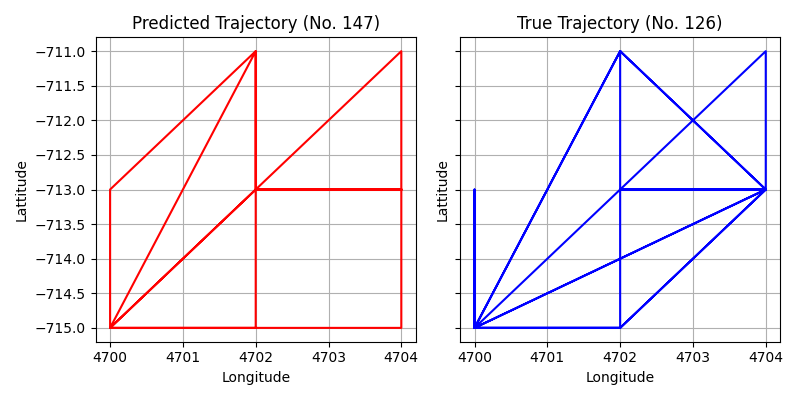 Predicted Trajectory (No. 147)
True Trajectory (No. 126)
−711.0
−711.5
−712.0
−712.5
−713.0
−713.5
−714.0
−714.5
−715.0
Lattitude
Lattitude
4700 4701 4702 4703 4704
4700 4701 4702 4703 4704
Longitude
Longitude